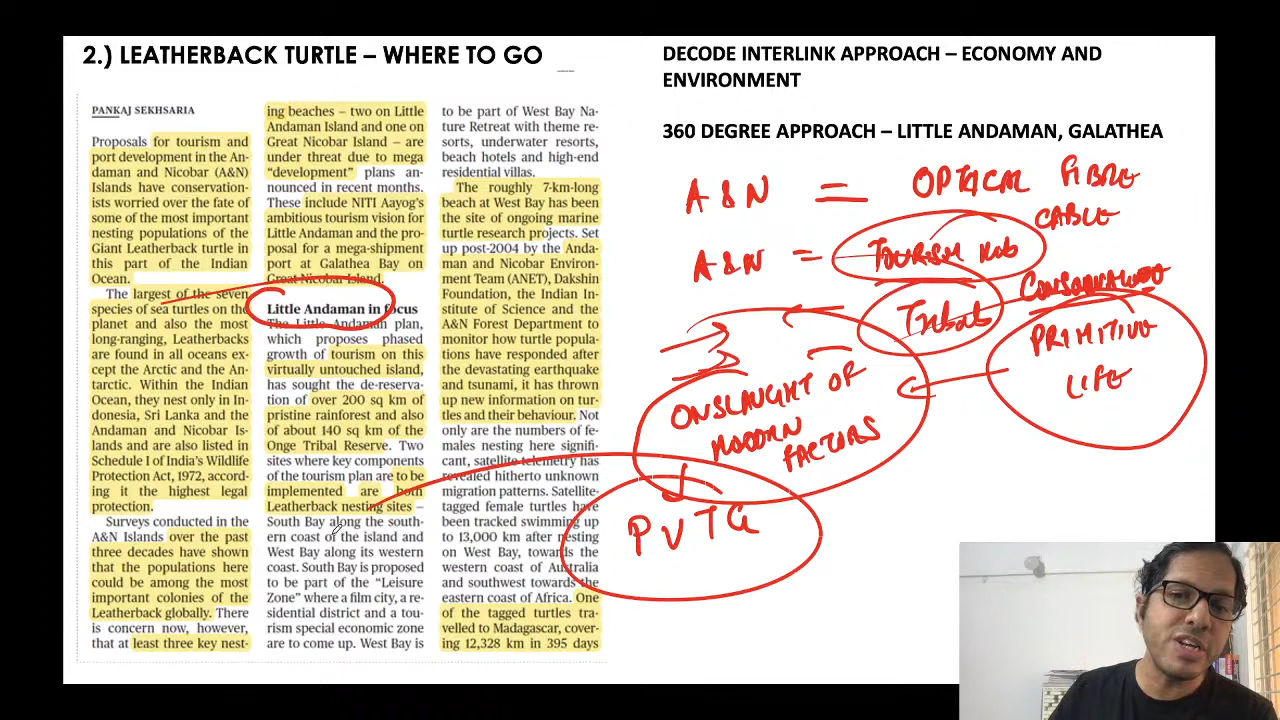 2.) LEATHERBACK TURTLE – WHERE TO GO
PANKAJ SEKHSARIA
Proposals for tourism and
port development in the An-
daman and Nicobar (A&N)
Islands have conservation-
ists worried over the fate of
some of the most important
nesting populations of the
Giant Leatherback turtle in
this part of the Indian
Ocean.
The largest of the seven
species of sea turtles on the
planet and also the most
long-ranging, Leatherbacks
are found in all oceans ex-
cept the Arctic and the An-
tarctic. Within the Indian
Ocean, they nest only in In-
donesia, Sri Lanka and the
Andaman and Nicobar Is-
lands and are also listed in
Schedule I of India's Wildlife
Protection Act, 1972, accord-
ing it the highest legal
protection.
Surveys conducted in the
A&N Islands over the past
three decades have shown
that the populations here
could be among the most
important colonies of the
Leatherback globally. There
is concern now, however,
that at least three key nest-
ing beaches – two on Little
Andaman Island and one on
Great Nicobar Island – are
under threat due to mega
"development" plans an-
nounced in recent months.
These include NITI Aayog's
ambitious tourism vision for
Little Andaman and the pro-
posal for a mega-shipment
port at Galathea Bay on
Great Nicobar Island.
Little Andaman in focus
The Little Andaman plan,
which proposes phased
growth of tourism on this
virtually untouched island,
has sought the de-reserva-
tion of over 200 sq km of
pristine rainforest and also
of about 140 sq km of the
Onge Tribal Reserve. Two
sites where key components
of the tourism plan are to be
implemented are both
Leatherback nesting sites –
South Bay along the south-
ern coast of the island and
West Bay along its western
coast. South Bay is proposed
to be part of the "Leisure
Zone" where a film city, a re-
sidential district and a tou-
rism special economic zone
are to come up. West Bay is
to be part of West Bay Na-
ture Retreat with theme re-
sorts, underwater resorts,
beach hotels and high-end
residential villas.
The roughly 7-km-long
beach at West Bay has been
the site of ongoing marine
turtle research projects. Set
up post-2004 by the Anda-
man and Nicobar Environ-
ment Team (ANET), Dakshin
Foundation, the Indian In-
stitute of Science and the
A&N Forest Department to
monitor how turtle popula-
tions have responded after
the devastating earthquake
and tsunami, it has thrown
up new information on tur-
tles and their behaviour. Not
only are the numbers of fe-
males nesting here signifi-
cant, satellite telemetry has
revealed hitherto unknown
migration patterns. Satellite-
tagged female turtles have
been tracked swimming up
to 13,000 km after nesting
on West Bay, towards the
western coast of Australia
and southwest towards the
eastern coast of Africa. One
of the tagged turtles tra-
velled to Madagascar, cover-
ing 12,328 km in 395 days
DECODE INTERLINK APPROACH – ECONOMY AND
ENVIRONMENT
360 DEGREE APPROACH – LITTLE ANDAMAN, GALATHEA
A & N = OPTICAL FIBRE
CABLE
A & N = TOURISM HUB
Tribals
PRIMITIVE
LIFE
ONSLAUGHT OF
MODERN
FACTORS
PVTG